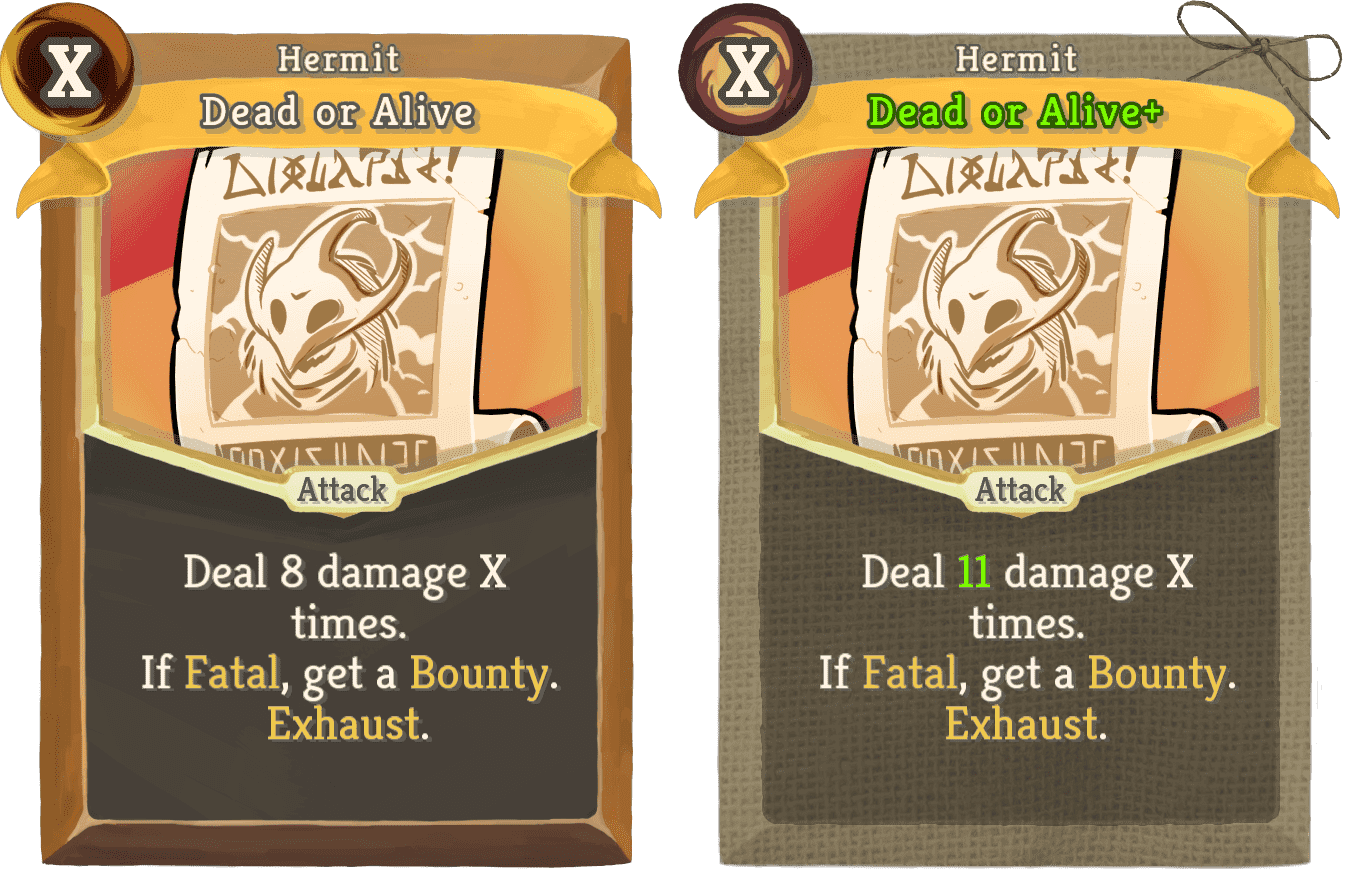 X
Hermit
Dead or Alive
Attack
Deal 8 damage X
times.
If Fatal, get a Bounty.
Exhaust.
X
Hermit
Dead or Alive+
Attack
Deal 11 damage X
times.
If Fatal, get a Bounty.
Exhaust.